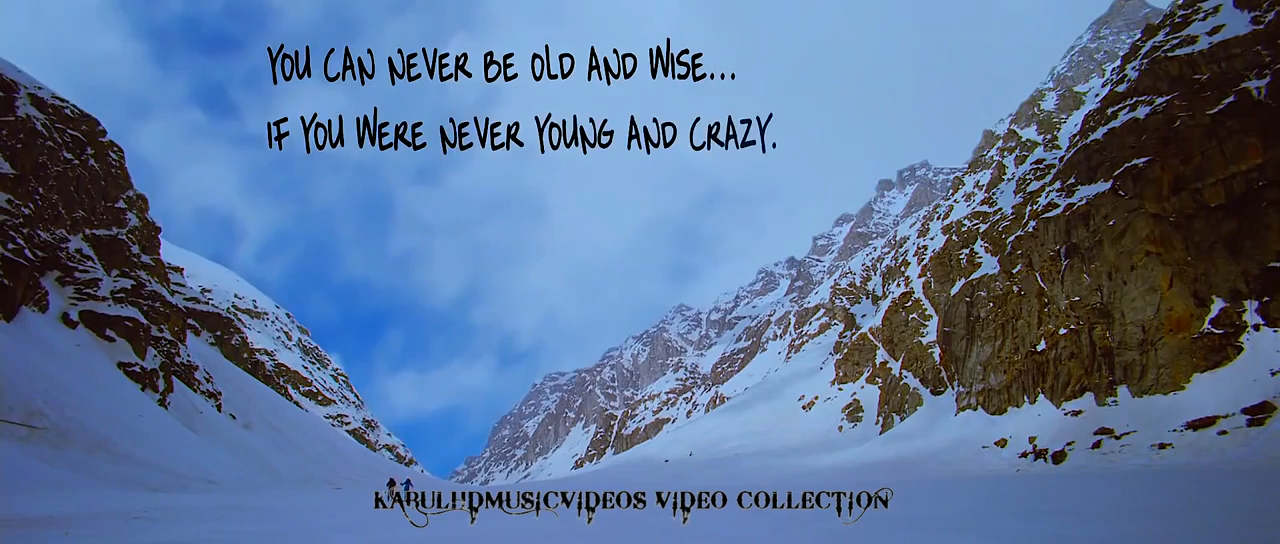 YOU CAN NEVER BE OLD AND WISE...
IF YOU WERE NEVER YOUNG AND CRAZY.
KARULHDMUSICVIDEOS VIDEO COLLECTION